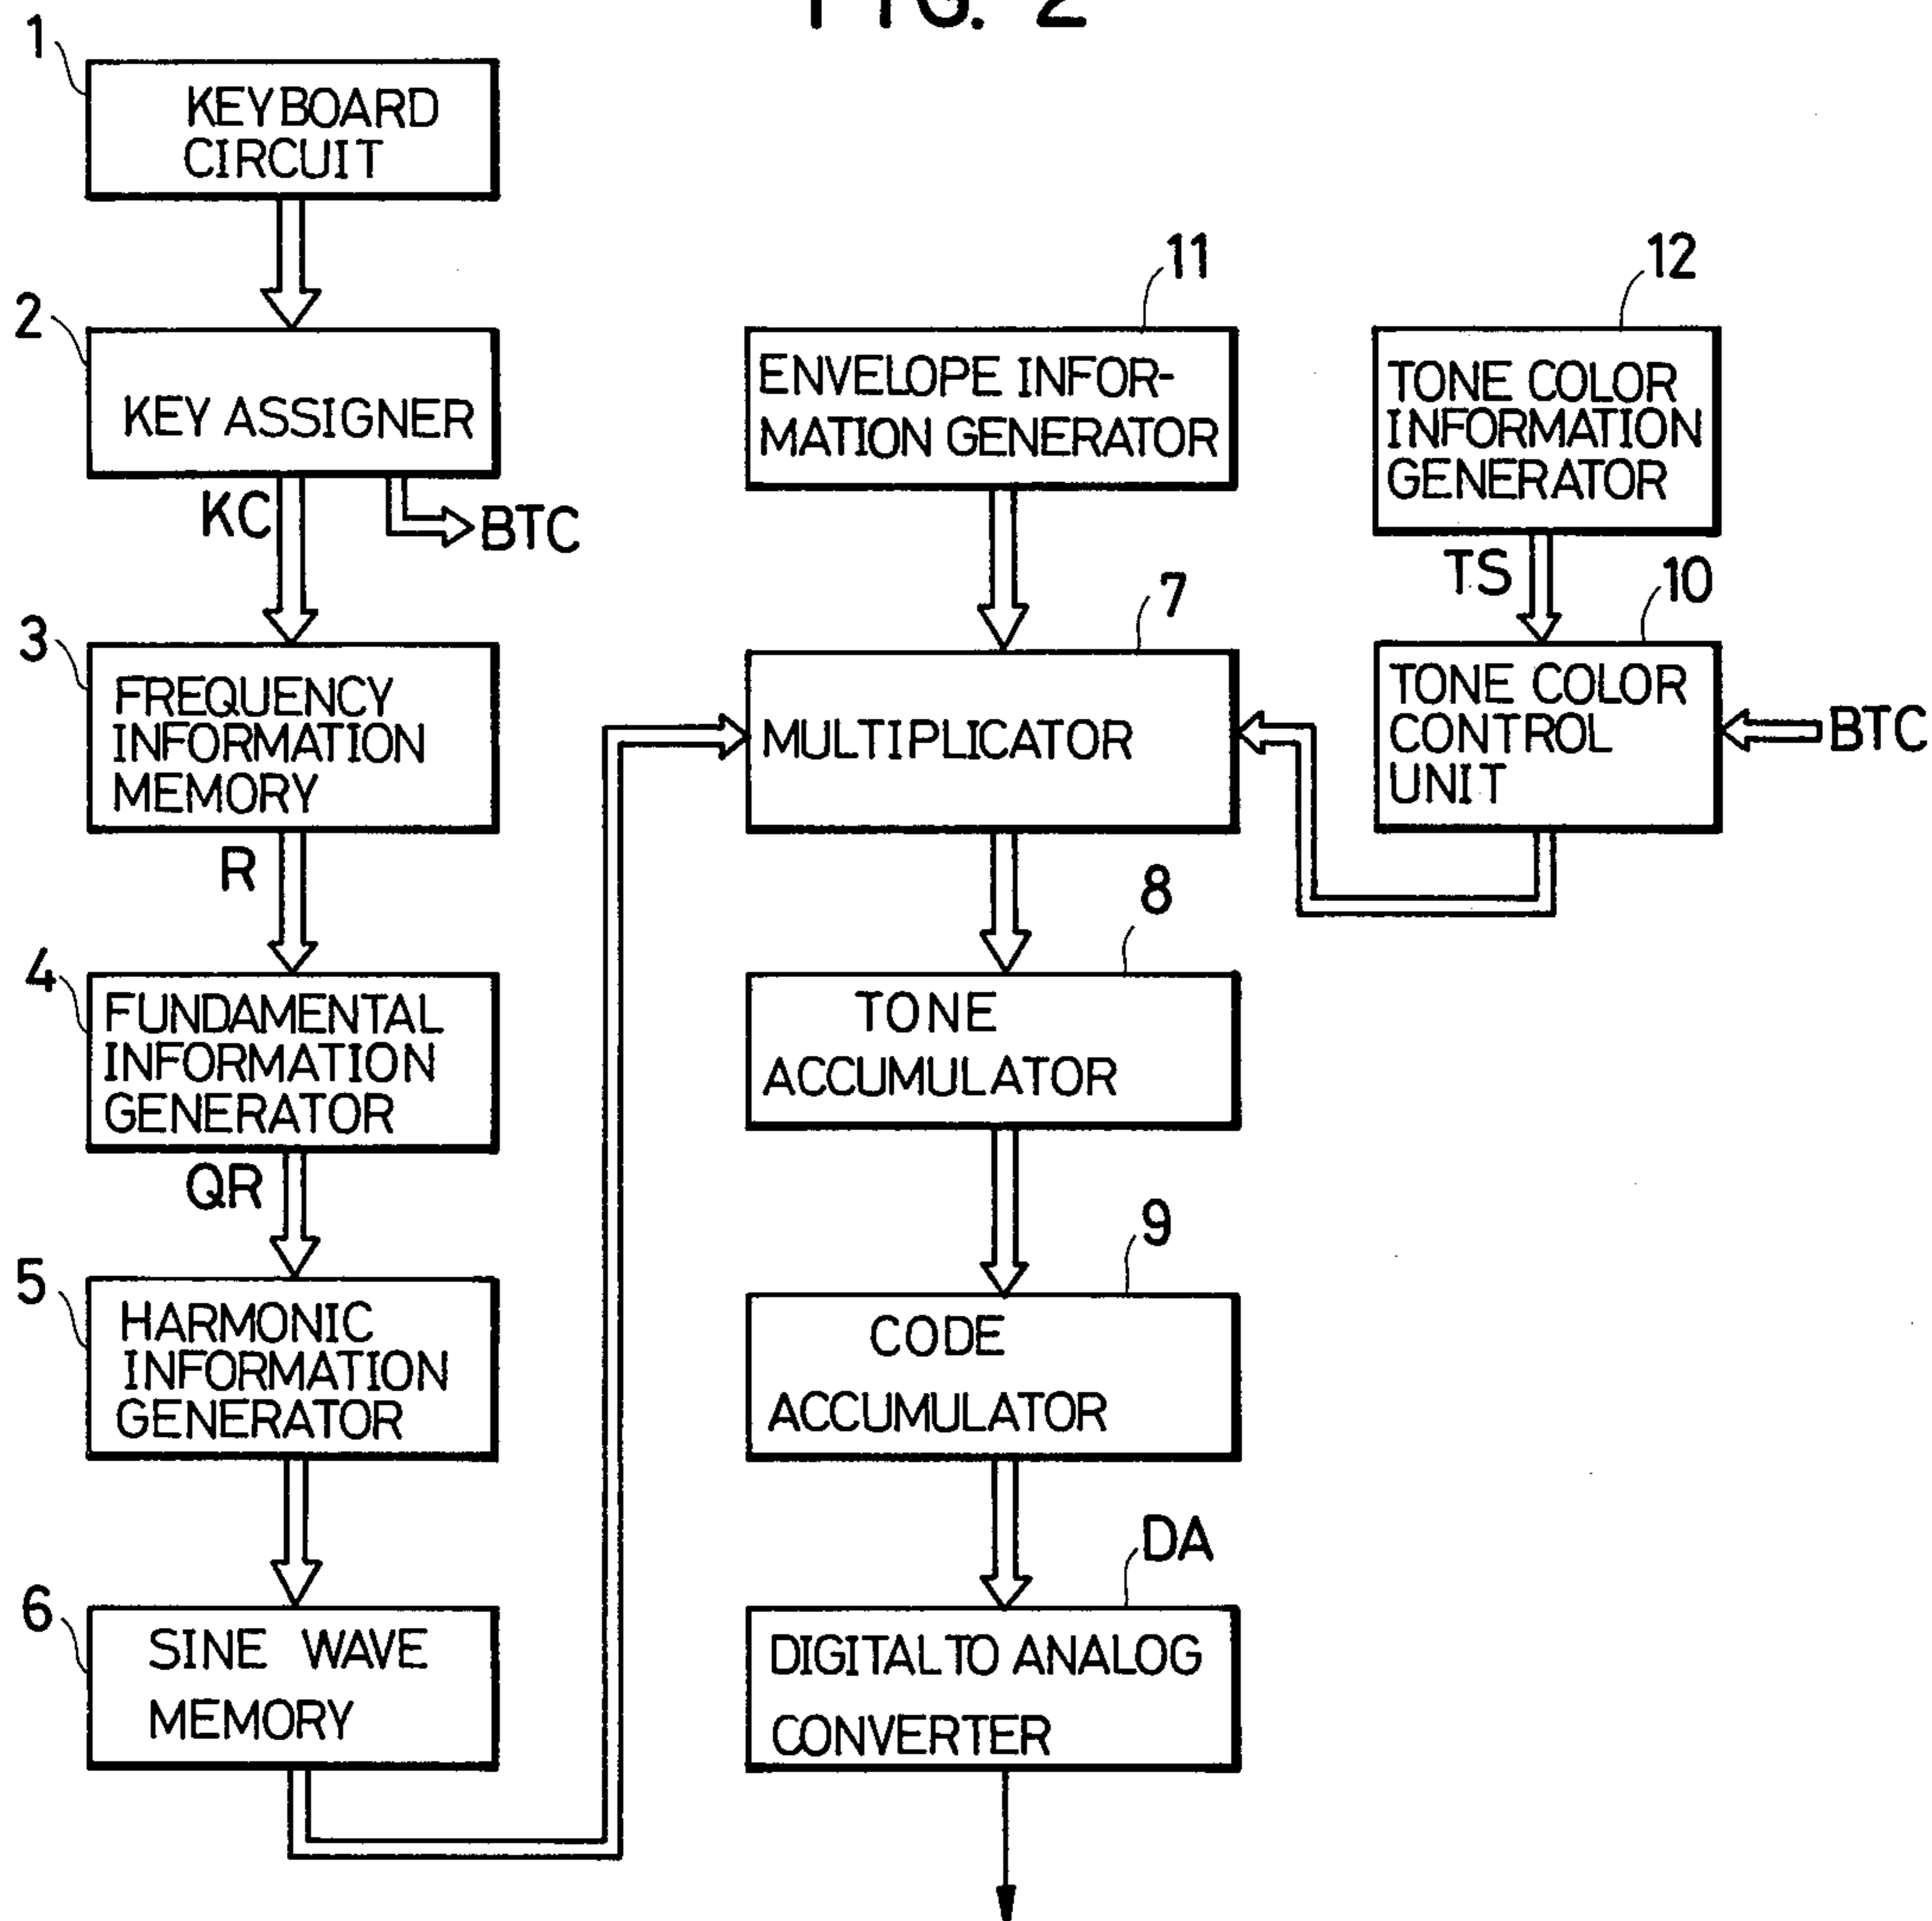 FIG. 2
1
KEYBOARD
CIRCUIT
2
KEY ASSIGNER
KC
BTC
3
FREQUENCY
INFORMATION
MEMORY
R
4
FUNDAMENTAL
INFORMATION
GENERATOR
QR
5
HARMONIC
INFORMATION
GENERATOR
6
SINE WAVE
MEMORY
11
ENVELOPE INFOR-
MATION GENERATOR
7
MULTIPLICATOR
8
TONE
ACCUMULATOR
9
CODE
ACCUMULATOR
DA
DIGITAL TO ANALOG
CONVERTER
12
TONE COLOR
INFORMATION
GENERATOR
TS
10
TONE COLOR
CONTROL
UNIT
BTC